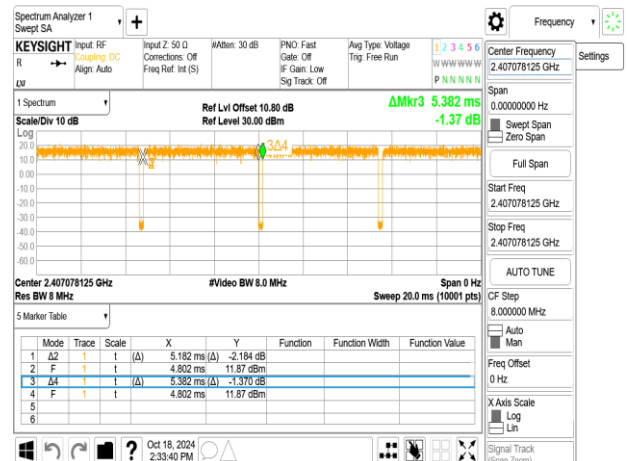 Spectrum Analyzer 1
Swept SA
+
Frequency
KEYSIGHT
R
Input: RF
Coupling: DC
Align: Auto
Input Z: 50 Ω
Corrections: Off
Freq Ref: Int (S)
#Atten: 30 dB
PNO: Fast
Gate: Off
IF Gain: Low
Sig Track: Off
Avg Type: Voltage
Trig: Free Run
1 2 3 4 5 6
W W W W W W
P N N N N N
LXI
1 Spectrum
Scale/Div 10 dB
Ref Lvl Offset 10.80 dB
Ref Level 30.00 dBm
ΔMkr3 5.382 ms
-1.37 dB
Log
20.0
10.0
0.00
-10.0
-20.0
-30.0
-40.0
-50.0
-60.0
3Δ4
Center 2.407078125 GHz
#Video BW 8.0 MHz
Span 0 Hz
Res BW 8 MHz
Sweep 20.0 ms (10001 pts)
5 Marker Table
Mode Trace Scale X Y Function Function Width Function Value
1 Δ2 1 t (Δ) 5.182 ms (Δ) -2.184 dB
2 F 1 t 4.802 ms 11.87 dBm
3 Δ4 1 t (Δ) 5.382 ms (Δ) -1.370 dB
4 F 1 t 4.802 ms 11.87 dBm
5
6
?
Oct 18, 2024
2:33:40 PM
Center Frequency
2.407078125 GHz
Settings
Span
0.00000000 Hz
Swept Span
Zero Span
Full Span
Start Freq
2.407078125 GHz
Stop Freq
2.407078125 GHz
AUTO TUNE
CF Step
8.000000 MHz
Auto
Man
Freq Offset
0 Hz
X Axis Scale
Log
Lin
Signal Track
(Span Zoom)